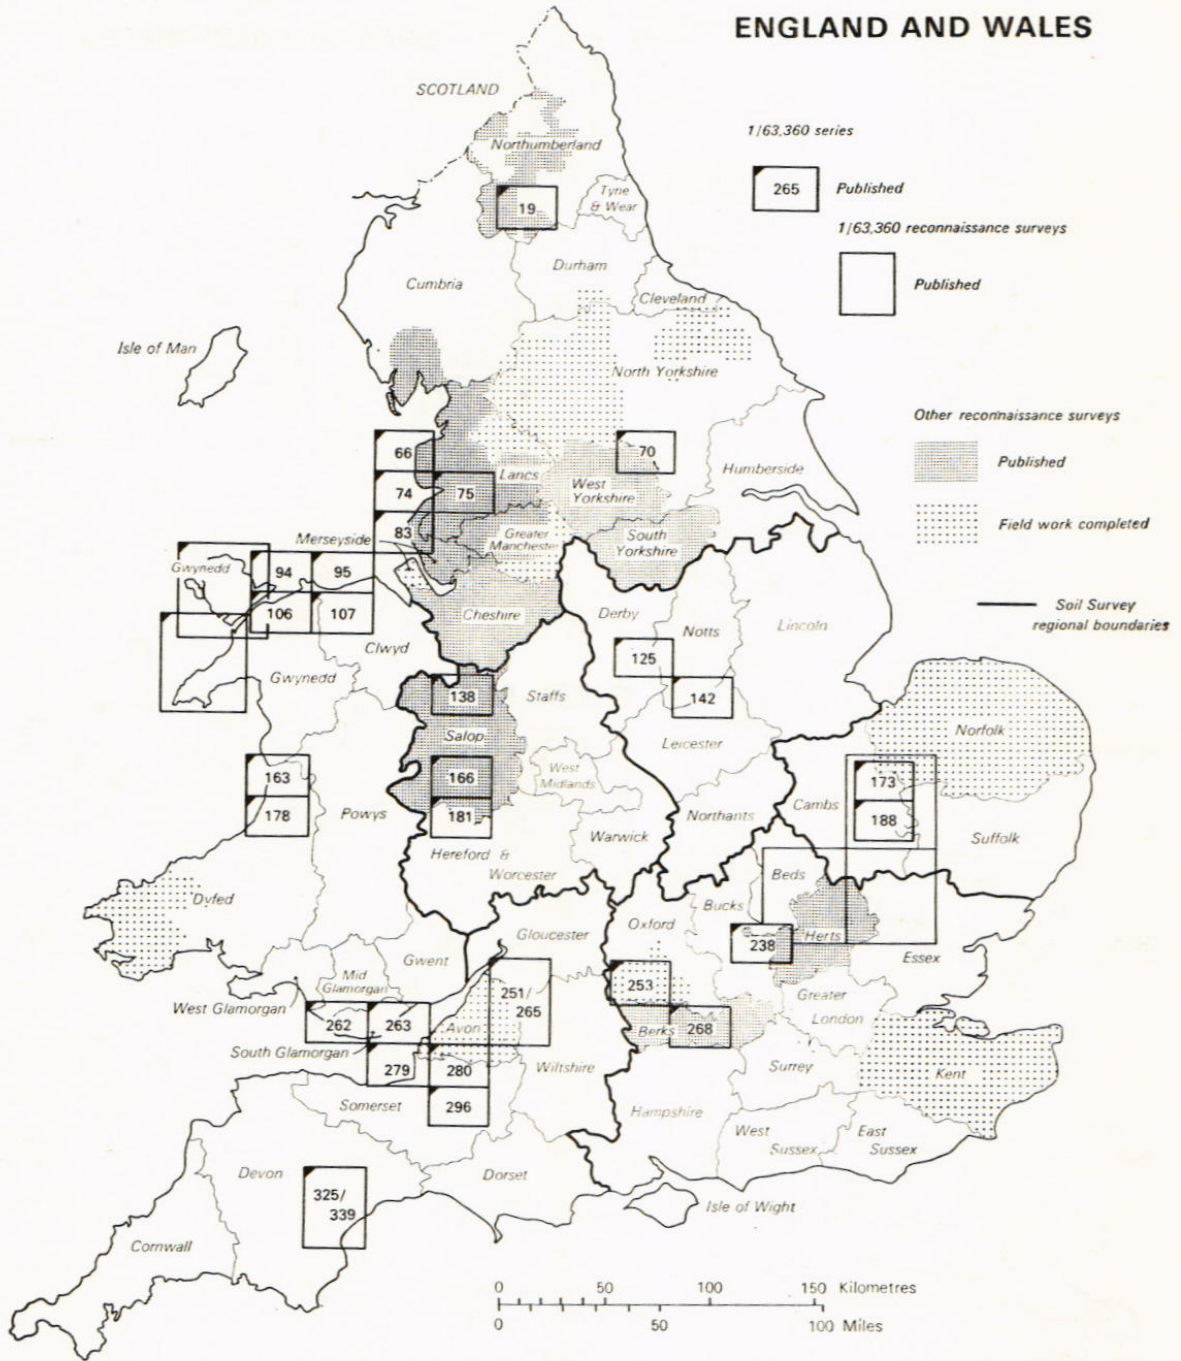 ENGLAND AND WALES
SCOTLAND
1/63,360 series
Northumberland
265
Published
Tyne
& Wear
19
1/63,360 reconnaissance surveys
Durham
Cumbria
Published
Cleveland
Isle of Man
North Yorkshire
Other reconnaissance surveys
66
70
Published
Humberside
Lancs
74
75
West
Yorkshire
Field work completed
83
Merseyside
Greater
Manchester
South
Yorkshire
Gwynedd
94
95
Soil Survey
regional boundaries
106
107
Cheshire
Derby
Notts
Lincoln
Clwyd
125
Gwynedd
138
Staffs
142
Norfolk
Salop
Leicester
163
166
West
Midlands
173
178
Powys
181
Cambs
188
Warwick
Northants
Suffolk
Hereford &
Worcester
Beds
Dyfed
Bucks
Oxford
Herts
Gloucester
238
Essex
Gwent
Mid
Glamorgan
253
251/
265
Greater
London
West Glamorgan
262
263
Avon
Berks
268
South Glamorgan
279
280
Wiltshire
Surrey
Kent
Somerset
296
Hampshire
West
Sussex
East
Sussex
Devon
Dorset
325/
339
Isle of Wight
Cornwall
0 50 100 150 Kilometres
0 50 100 Miles